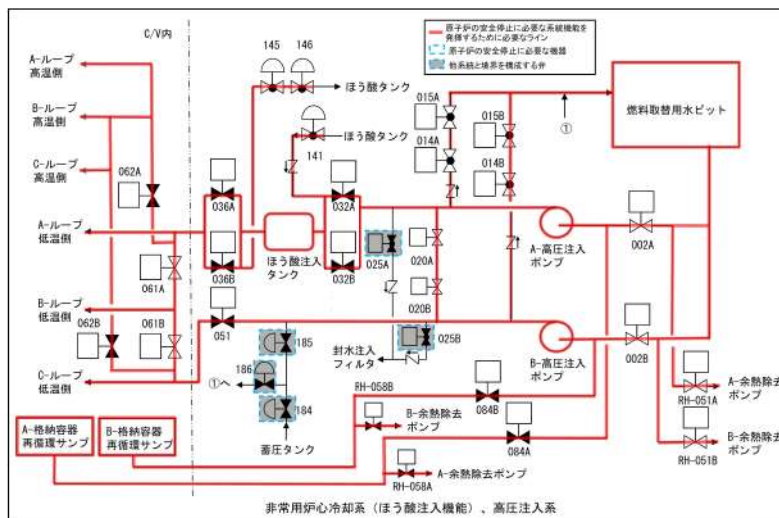 原子炉の安全停止に必要な系統機能を
発揮するために必要なライン
原子炉の安全停止に必要な機器
他系統と境界を構成する弁
C/V内
145
146
ほう酸タンク
ほう酸タンク
141
A-ループ
高温側
B-ループ
高温側
C-ループ
高温側
062A
A-ループ
低温側
061A
B-ループ
低温側
062B
061B
C-ループ
低温側
036A
036B
ほう酸注入
タンク
032A
032B
015A
014A
015B
014B
①
燃料取替用水ピット
025A
020A
020B
025B
A-高圧注入
ポンプ
002A
B-高圧注入
ポンプ
002B
051
185
186
①へ
184
蓄圧タンク
封水注入
フィルタ
RH-058B
084B
B-余熱除去
ポンプ
084A
RH-058A
A-余熱除去ポンプ
RH-051A
A-余熱除去
ポンプ
RH-051B
B-余熱除去
ポンプ
A-格納容器
再循環サンプ
B-格納容器
再循環サンプ
非常用炉心冷却系（ほう酸注入機能）、高圧注入系